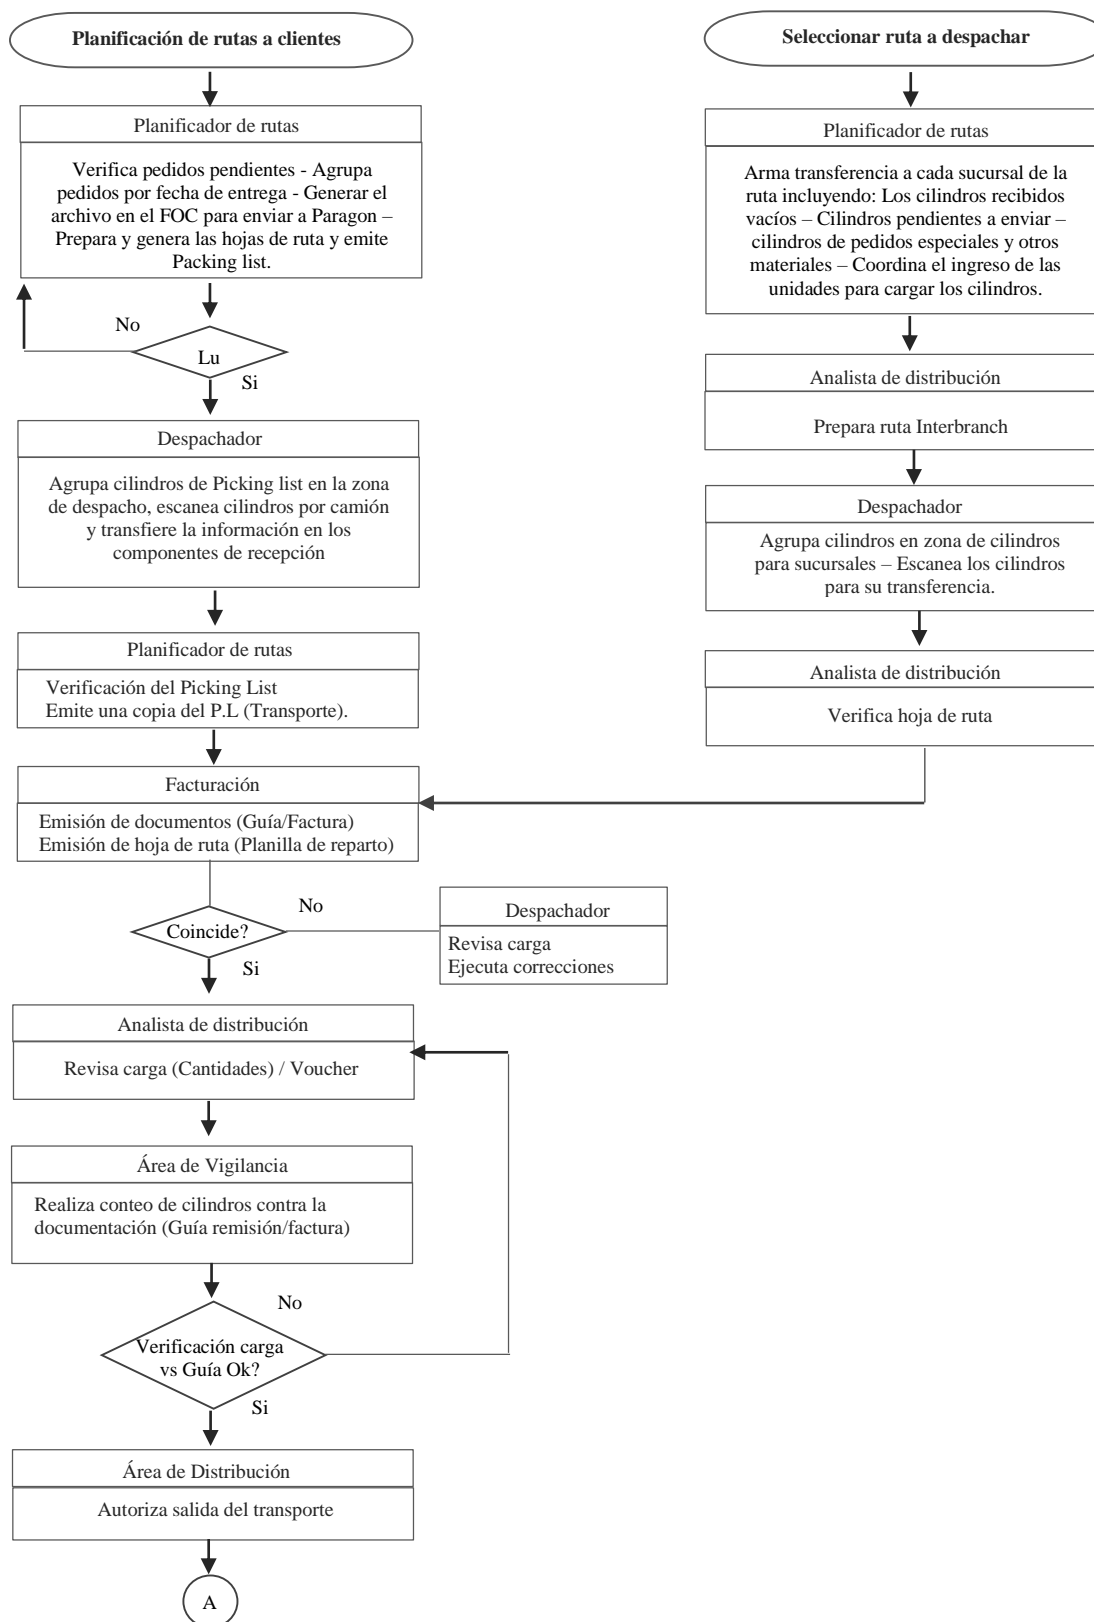 Planificación de rutas a clientes
Planificador de rutas
Verifica pedidos pendientes - Agrupa
pedidos por fecha de entrega - Generar el
archivo en el FOC para enviar a Paragon –
Prepara y genera las hojas de ruta y emite
Packing list.
No
Lu
Si
Despachador
Agrupa cilindros de Picking list en la zona
de despacho, escanea cilindros por camión
y transfiere la información en los
componentes de recepción
Planificador de rutas
Verificación del Picking List
Emite una copia del P.L (Transporte).
Facturación
Emisión de documentos (Guía/Factura)
Emisión de hoja de ruta (Planilla de reparto)
Coincide?
No
Si
Despachador
Revisa carga
Ejecuta correcciones
Analista de distribución
Revisa carga (Cantidades) / Voucher
Área de Vigilancia
Realiza conteo de cilindros contra la
documentación (Guía remisión/factura)
No
Verificación carga
vs Guía Ok?
Si
Área de Distribución
Autoriza salida del transporte
A
Seleccionar ruta a despachar
Planificador de rutas
Arma transferencia a cada sucursal de la
ruta incluyendo: Los cilindros recibidos
vacíos – Cilindros pendientes a enviar –
cilindros de pedidos especiales y otros
materiales – Coordina el ingreso de las
unidades para cargar los cilindros.
Analista de distribución
Prepara ruta Interbranch
Despachador
Agrupa cilindros en zona de cilindros
para sucursales – Escanea los cilindros
para su transferencia.
Analista de distribución
Verifica hoja de ruta